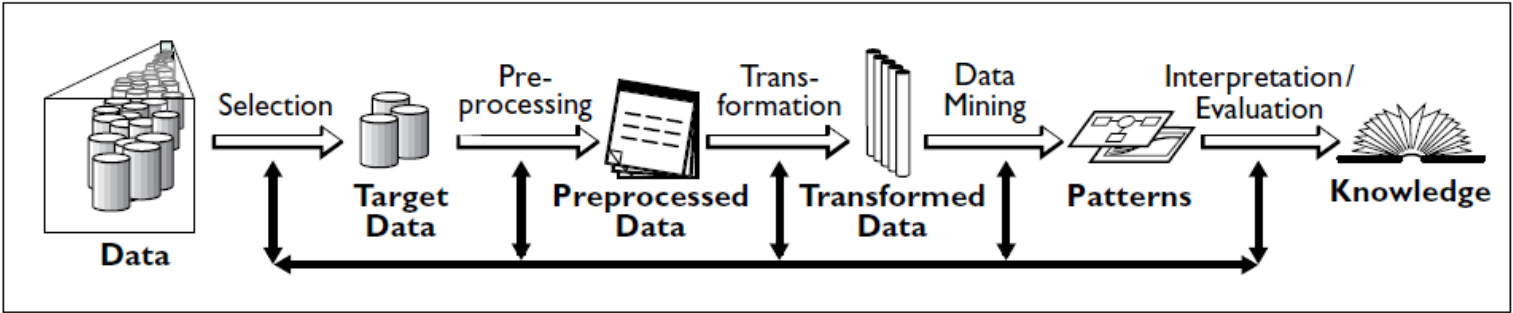 Selection
Pre-
processing
Trans-
formation
Data
Mining
Interpretation/
Evaluation
Data
Target
Data
Preprocessed
Data
Transformed
Data
Patterns
Knowledge